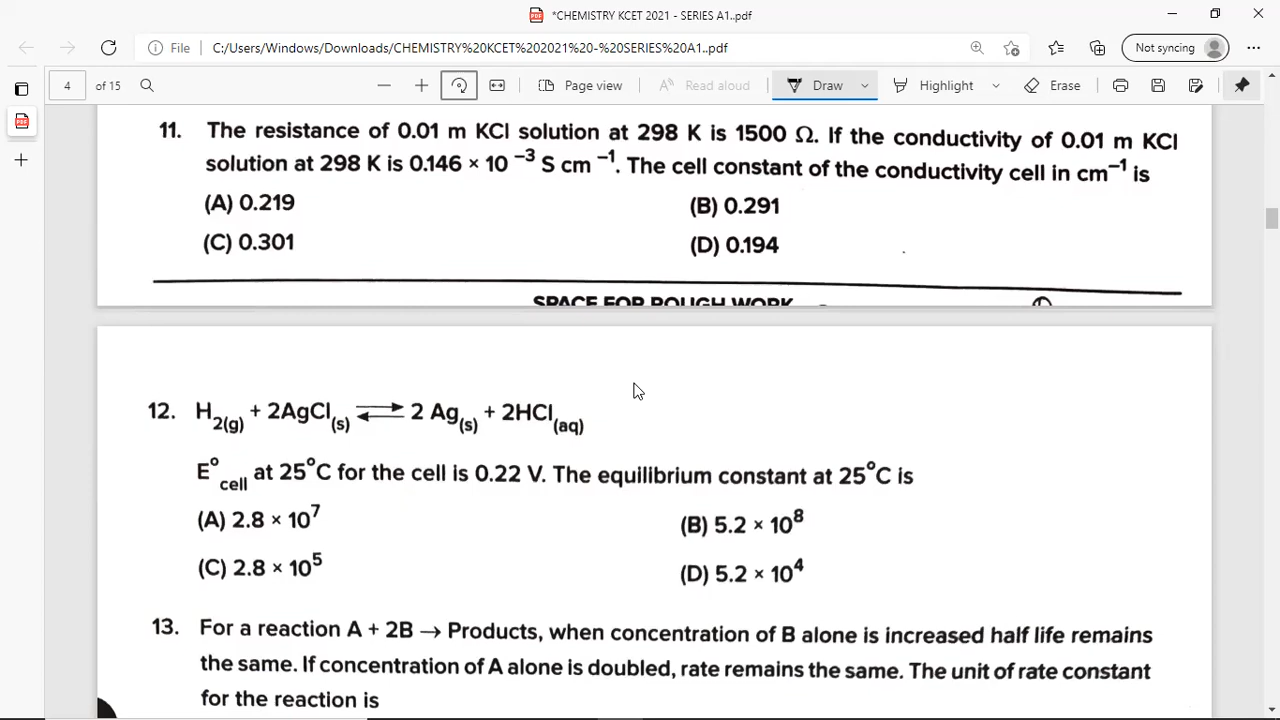 *CHEMISTRY KCET 2021 - SERIES A1..pdf
File C:/Users/Windows/Downloads/CHEMISTRY%20KCET%202021%20-%20SERIES%20A1..pdf Not syncing
4 of 15 Page view Read aloud Draw Highlight Erase
11. The resistance of 0.01 m KCl solution at 298 K is 1500 Ω. If the conductivity of 0.01 m KCl
solution at 298 K is 0.146 × 10⁻³ S cm⁻¹. The cell constant of the conductivity cell in cm⁻¹ is
(A) 0.219 (B) 0.291
(C) 0.301 (D) 0.194
SPACE FOR ROUGH WORK
12. H₂(g) + 2AgCl(s) ⇌ 2 Ag(s) + 2HCl(aq)
E°cell at 25°C for the cell is 0.22 V. The equilibrium constant at 25°C is
(A) 2.8 × 10⁷ (B) 5.2 × 10⁸
(C) 2.8 × 10⁵ (D) 5.2 × 10⁴
13. For a reaction A + 2B → Products, when concentration of B alone is increased half life remains
the same. If concentration of A alone is doubled, rate remains the same. The unit of rate constant
for the reaction is